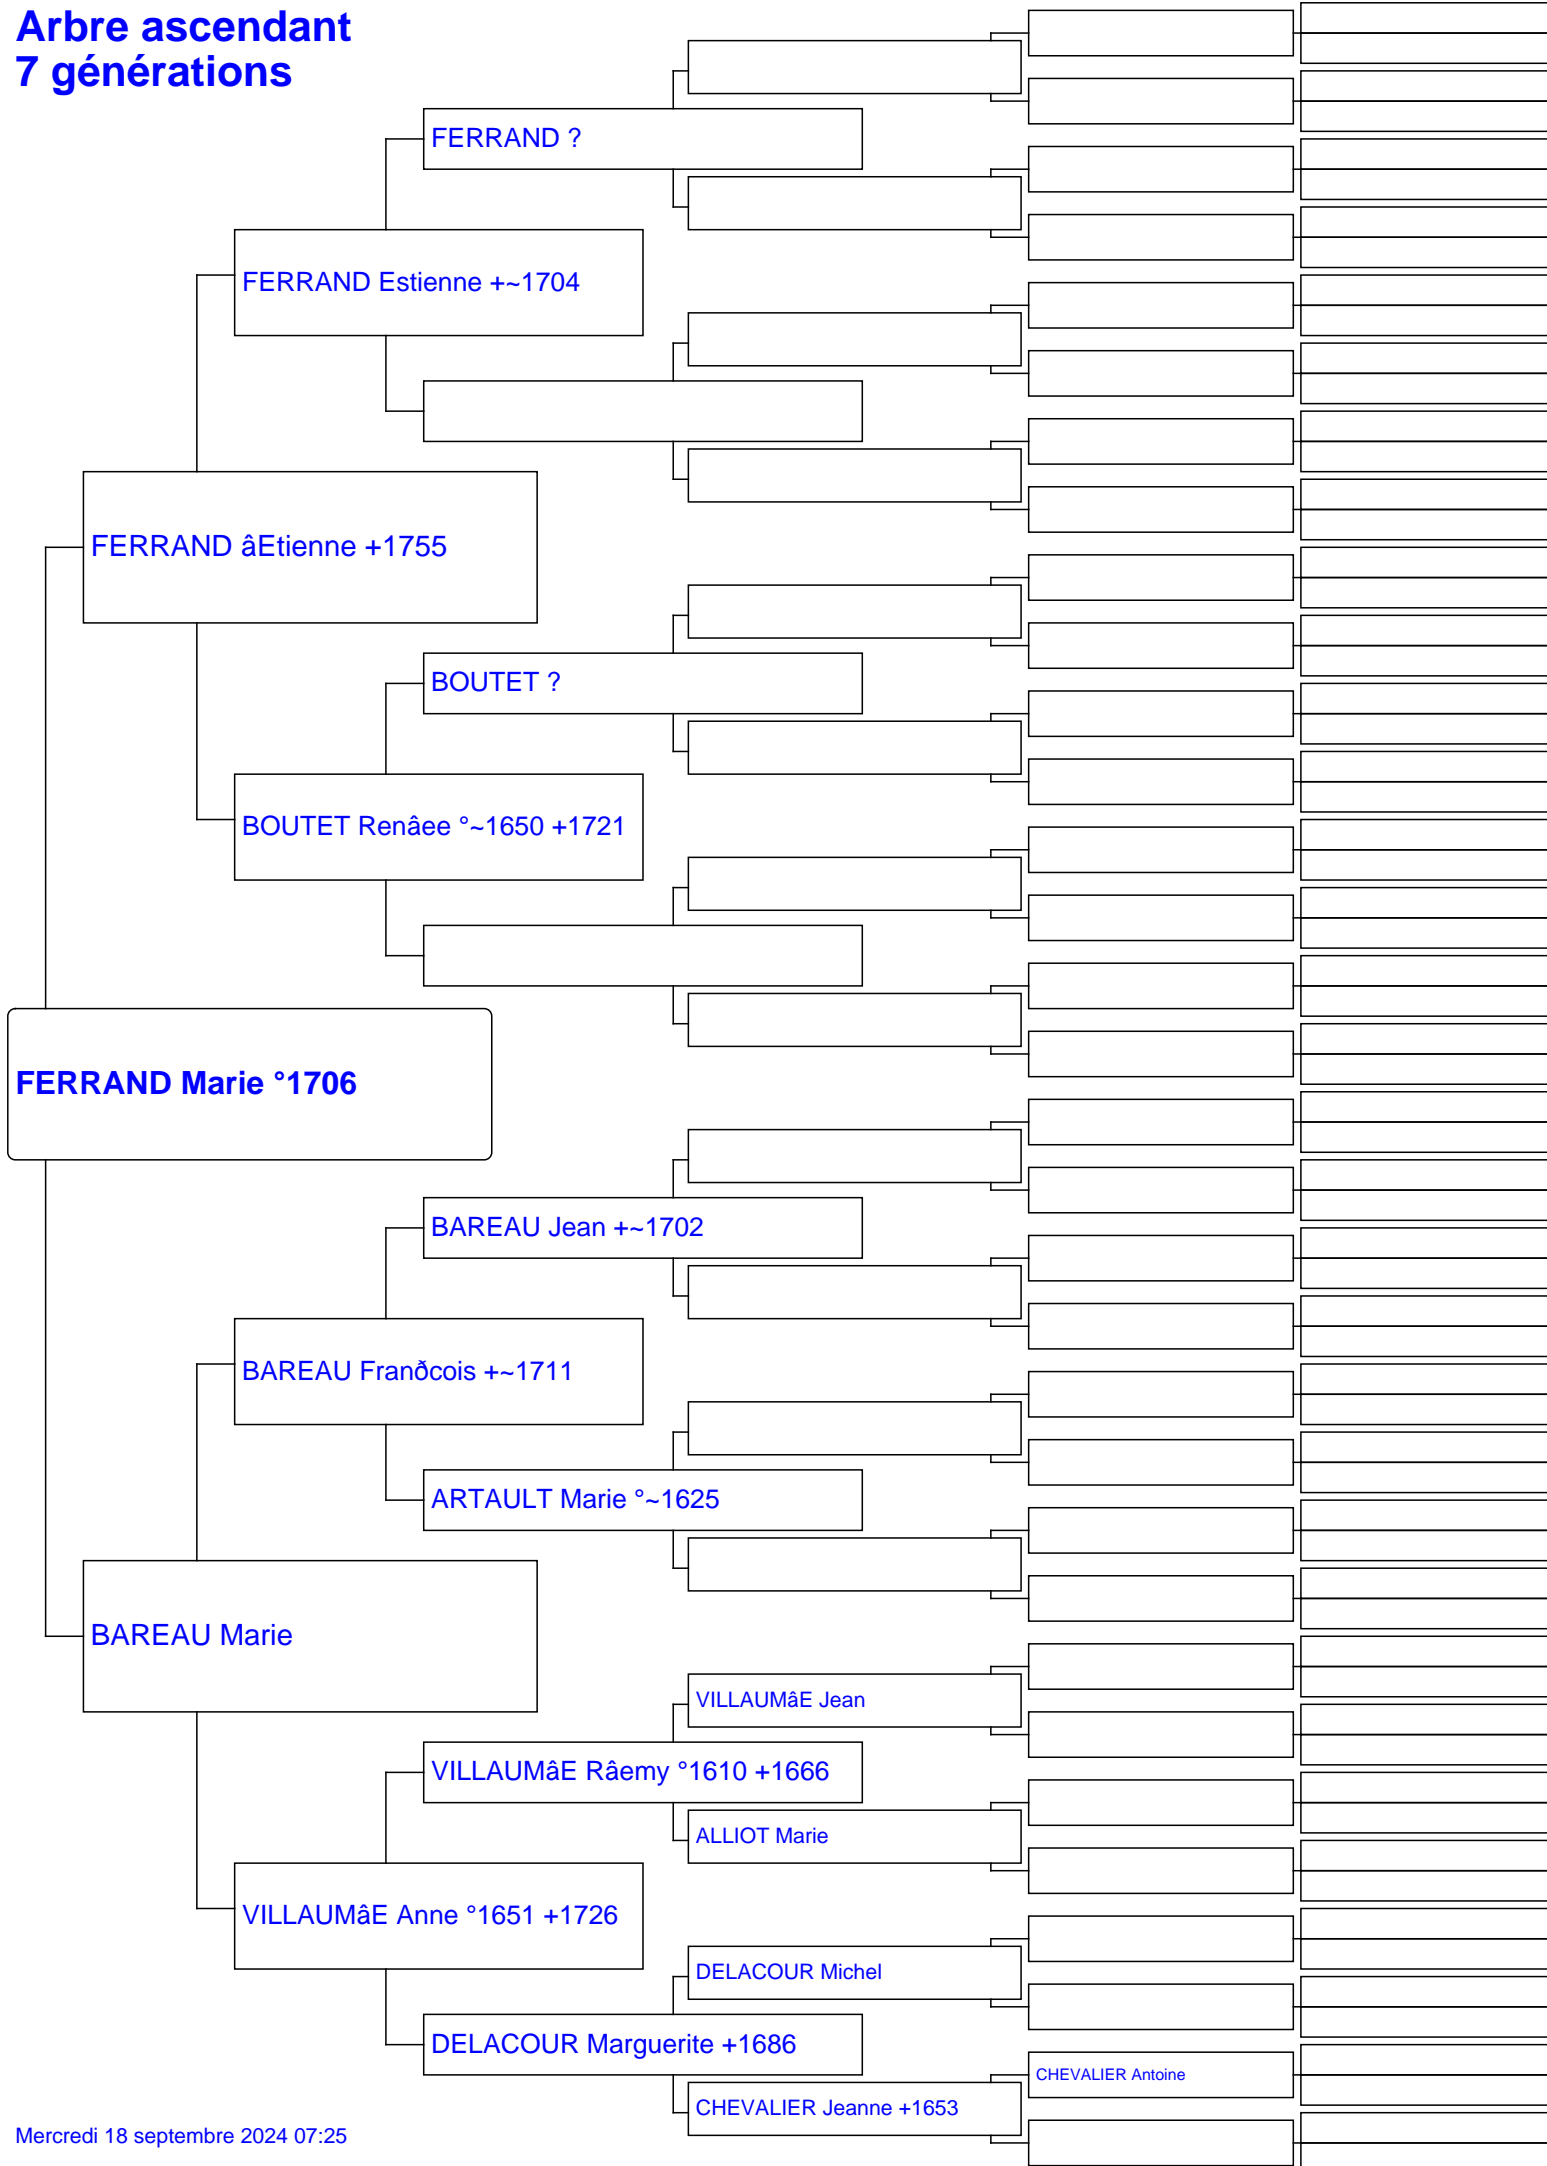 Arbre ascendant
7 générations
FERRAND ?
FERRAND Estienne +~1704
FERRAND âEtienne +1755
BOUTET ?
BOUTET Renâee °~1650 +1721
FERRAND Marie °1706
BAREAU Jean +~1702
BAREAU Franðcois +~1711
ARTAULT Marie °~1625
BAREAU Marie
VILLAUMâE Jean
VILLAUMâE Râemy °1610 +1666
ALLIOT Marie
VILLAUMâE Anne °1651 +1726
DELACOUR Michel
DELACOUR Marguerite +1686
CHEVALIER Antoine
CHEVALIER Jeanne +1653
Mercredi 18 septembre 2024 07:25